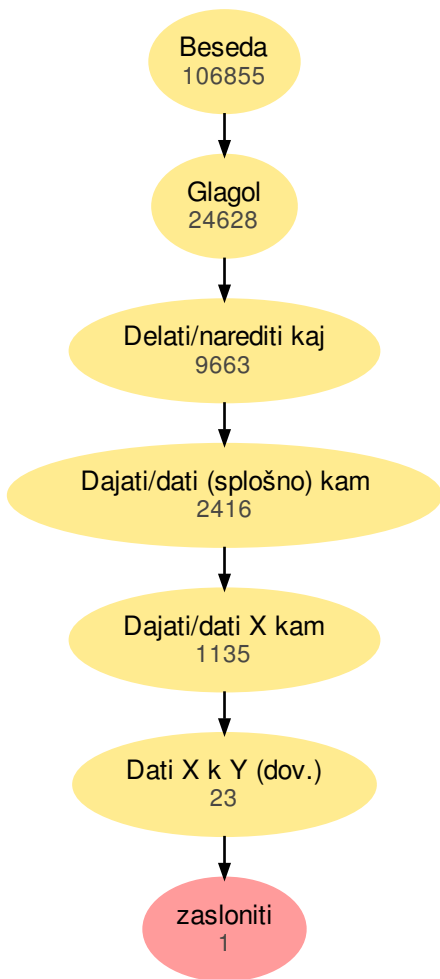 Beseda
106855
Glagol
24628
Delati/narediti kaj
9663
Dajati/dati (splošno) kam
2416
Dajati/dati X kam
1135
Dati X k Y (dov.)
23
zasloniti
1